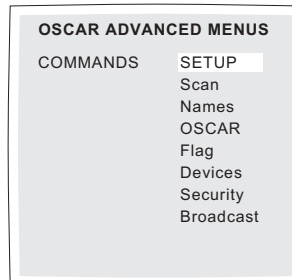 OSCAR ADVANCED MENUS
COMMANDS SETUP
Scan
Names
OSCAR
Flag
Devices
Security
Broadcast